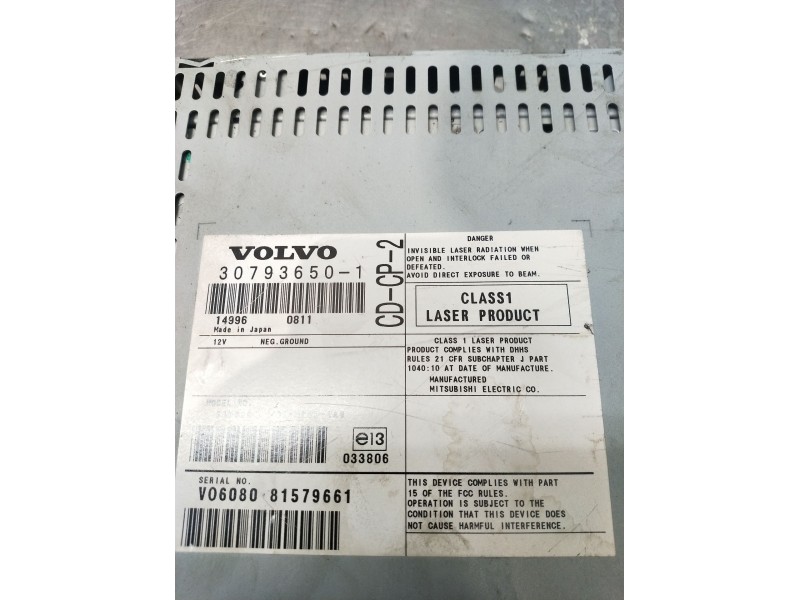 VOLVO
30793650-1
14996 0811
Made in Japan
CD-CP-2
12V NEG.GROUND
e13
033806
SERIAL NO.
VO6080 81579661
DANGER
INVISIBLE LASER RADIATION WHEN
OPEN AND INTERLOCK FAILED OR
DEFEATED.
AVOID DIRECT EXPOSURE TO BEAM.
CLASS1
LASER PRODUCT
CLASS 1 LASER PRODUCT
PRODUCT COMPLIES WITH DHHS
RULES 21 CFR SUBCHAPTER J PART
1040:10 AT DATE OF MANUFACTURE.
MANUFACTURED
MITSUBISHI ELECTRIC CO.
THIS DEVICE COMPLIES WITH PART
15 OF THE FCC RULES.
OPERATION IS SUBJECT TO THE
CONDITION THAT THIS DEVICE DOES
NOT CAUSE HARMFUL INTERFERENCE.